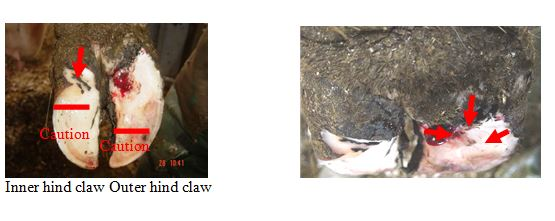 Caution
Caution
28 10:41
Inner hind claw Outer hind claw